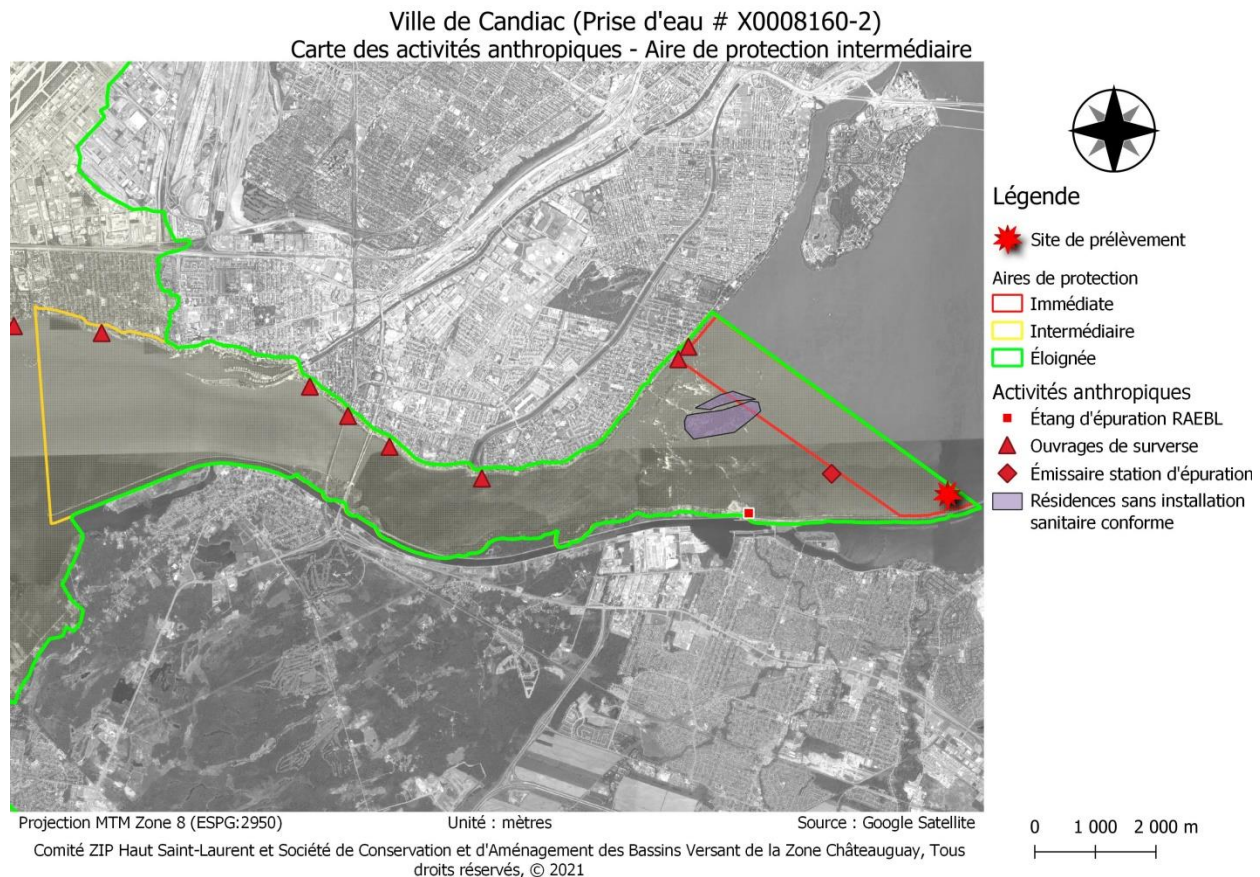 Ville de Candiac (Prise d'eau # X0008160-2)
Carte des activités anthropiques - Aire de protection intermédiaire
Légende
Site de prélèvement
Aires de protection
Immédiate
Intermédiaire
Éloignée
Activités anthropiques
Étang d'épuration RAEBL
Ouvrages de surverse
Émissaire station d'épuration
Résidences sans installation
sanitaire conforme
Projection MTM Zone 8 (ESPG:2950)
Unité : mètres
Source : Google Satellite
0 1 000 2 000 m
Comité ZIP Haut Saint-Laurent et Société de Conservation et d'Aménagement des Bassins Versant de la Zone Châteauguay, Tous
droits réservés, © 2021